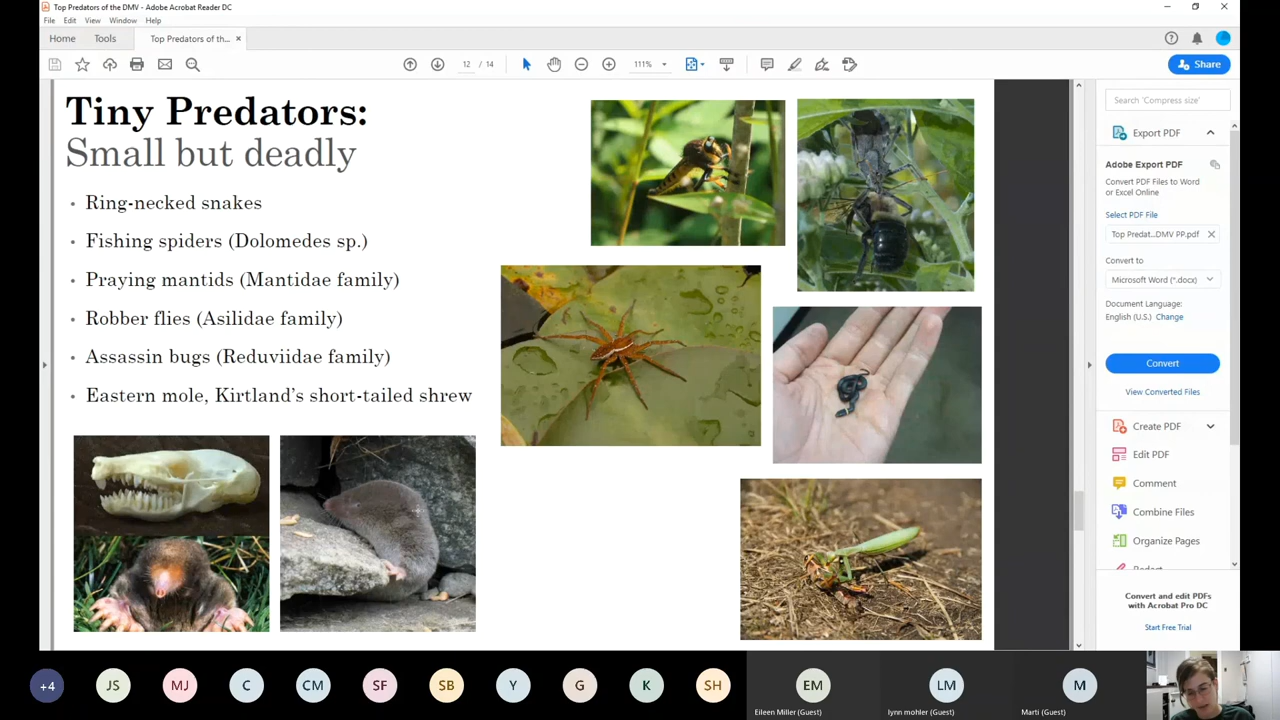 Top Predators of the DMV - Adobe Acrobat Reader DC
File Edit View Window Help
Home Tools Top Predators of th...
12 / 14 111% Share
Tiny Predators:
Small but deadly
• Ring-necked snakes
• Fishing spiders (Dolomedes sp.)
• Praying mantids (Mantidae family)
• Robber flies (Asilidae family)
• Assassin bugs (Reduviidae family)
• Eastern mole, Kirtland's short-tailed shrew
Search 'Compress size'
Export PDF
Adobe Export PDF
Convert PDF Files to Word
or Excel Online
Select PDF File
Top Predat...DMV PP.pdf
Convert to
Microsoft Word (*.docx)
Document Language:
English (U.S.) Change
Convert
View Converted Files
Create PDF
Edit PDF
Comment
Combine Files
Organize Pages
Redact
Convert and edit PDFs
with Acrobat Pro DC
Start Free Trial
+4 JS MJ C CM SF SB Y G K SH EM LM M
Eileen Miller (Guest) lynn mohler (Guest) Marti (Guest)